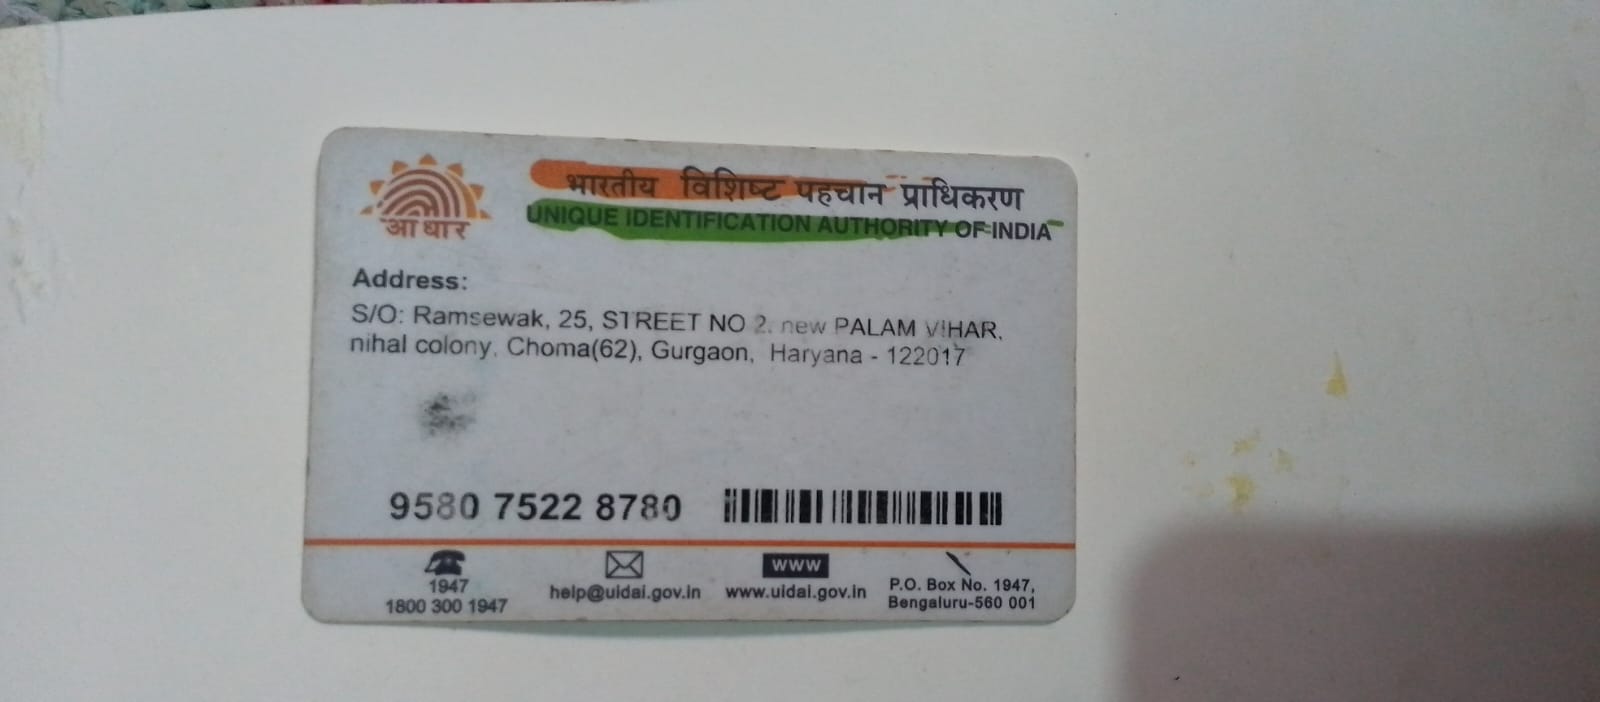 आधार
भारतीय विशिष्ट पहचान प्राधिकरण
UNIQUE IDENTIFICATION AUTHORITY OF INDIA
Address:
S/O: Ramsewak, 25, STREET NO 2, new PALAM VIHAR,
nihal colony, Choma(62), Gurgaon, Haryana - 122017
9580 7522 8780
1947
1800 300 1947
help@uidai.gov.in
www
www.uidai.gov.in
P.O. Box No. 1947,
Bengaluru-560 001